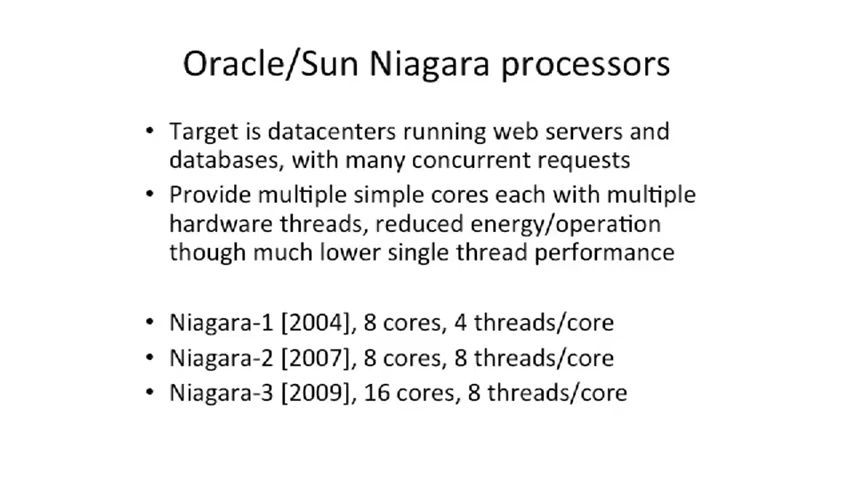 Oracle/Sun Niagara processors
• Target is datacenters running web servers and
databases, with many concurrent requests
• Provide multiple simple cores each with multiple
hardware threads, reduced energy/operation
though much lower single thread performance
• Niagara-1 [2004], 8 cores, 4 threads/core
• Niagara-2 [2007], 8 cores, 8 threads/core
• Niagara-3 [2009], 16 cores, 8 threads/core